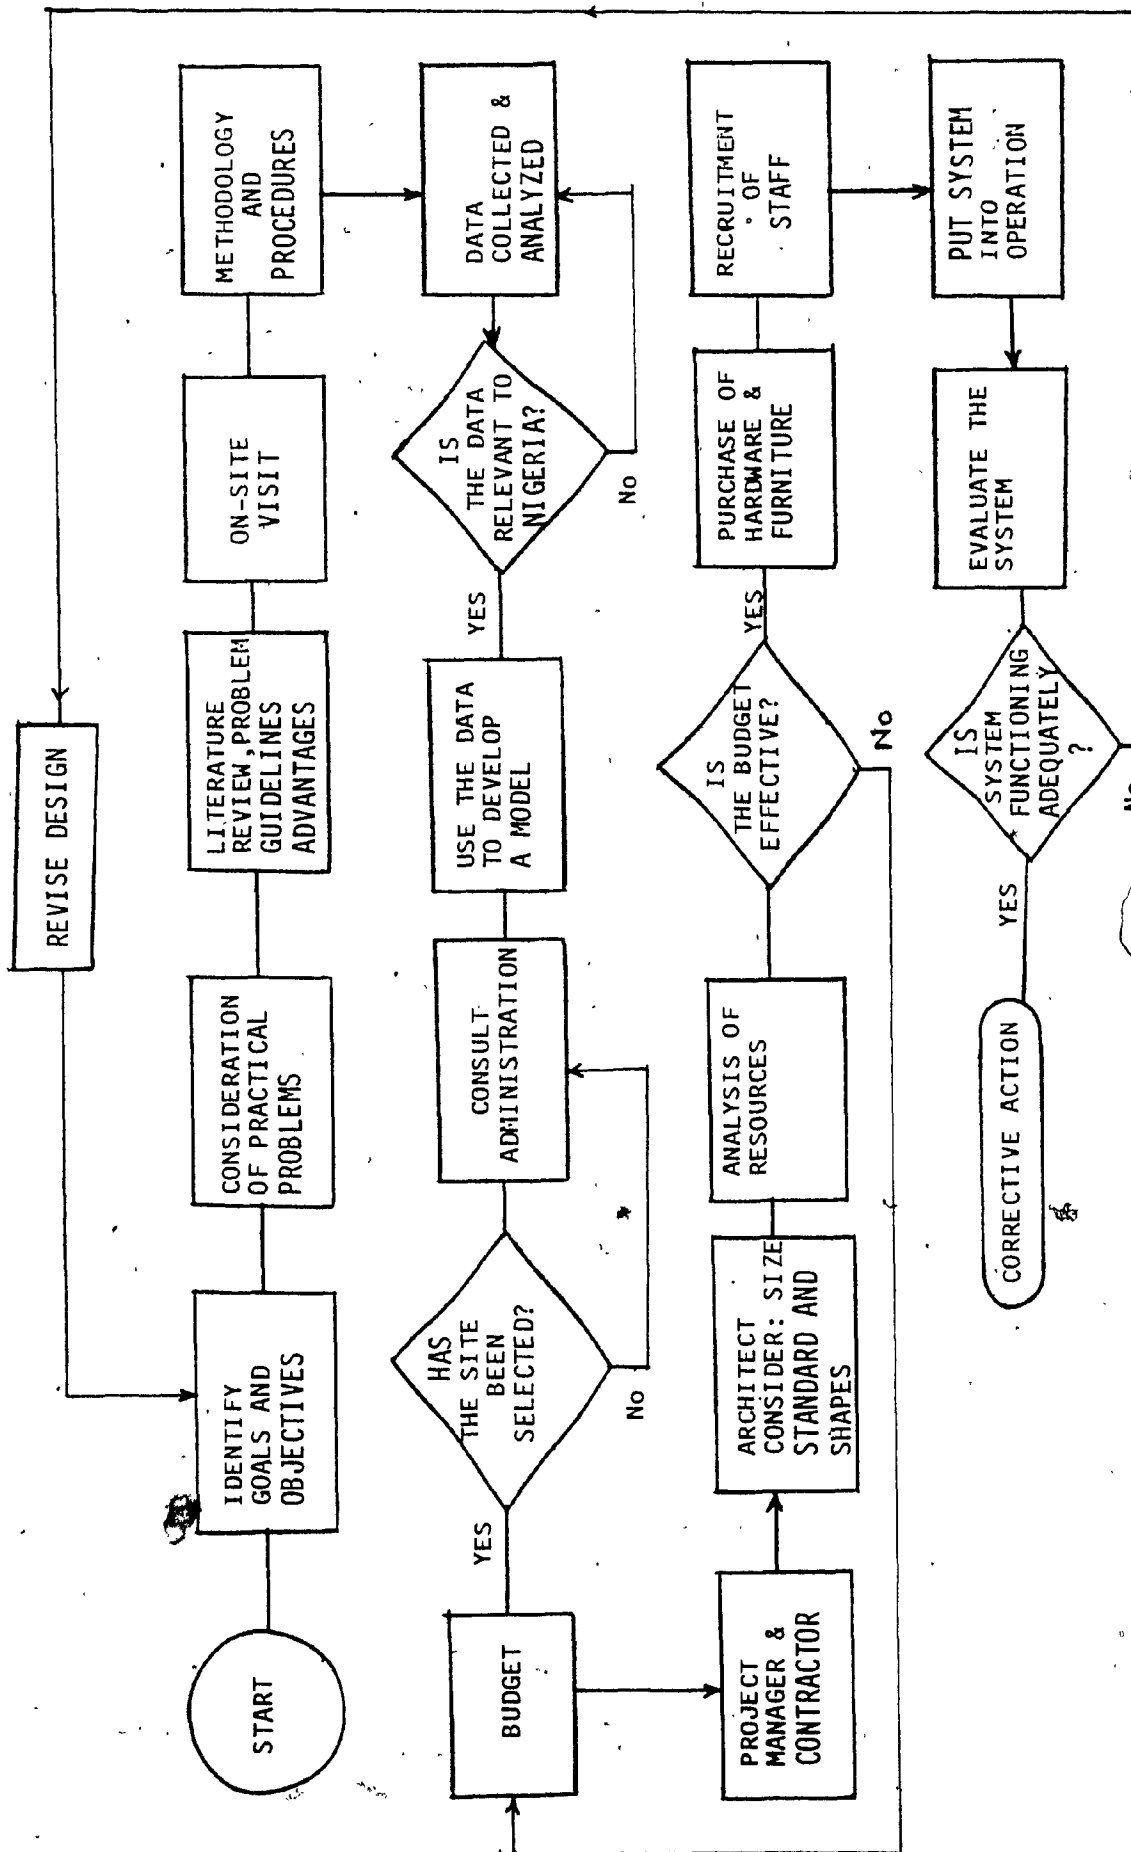 REVISE DESIGN
START
IDENTIFY
GOALS AND
OBJECTIVES
CONSIDERATION
OF PRACTICAL
PROBLEMS
LITERATURE
REVIEW,PROBLEM
GUIDELINES
ADVANTAGES
ON-SITE
VISIT
METHODOLOGY
AND
PROCEDURES
DATA
COLLECTED &
ANALYZED
IS
THE DATA
RELEVANT TO
NIGERIA?
No
YES
USE THE DATA
TO DEVELOP
A MODEL
CONSULT
ADMINISTRATION
HAS
THE SITE
BEEN
SELECTED?
No
YES
BUDGET
PROJECT
MANAGER &
CONTRACTOR
ARCHITECT
CONSIDER: SIZE
STANDARD AND
SHAPES
ANALYSIS OF
RESOURCES
IS
THE BUDGET
EFFECTIVE?
No
YES
PURCHASE OF
HARDWARE &
FURNITURE
RECRUITMENT
OF
STAFF
PUT SYSTEM
INTO
OPERATION
EVALUATE THE
SYSTEM
IS
SYSTEM
FUNCTIONING
ADEQUATELY
?
No
YES
CORRECTIVE ACTION